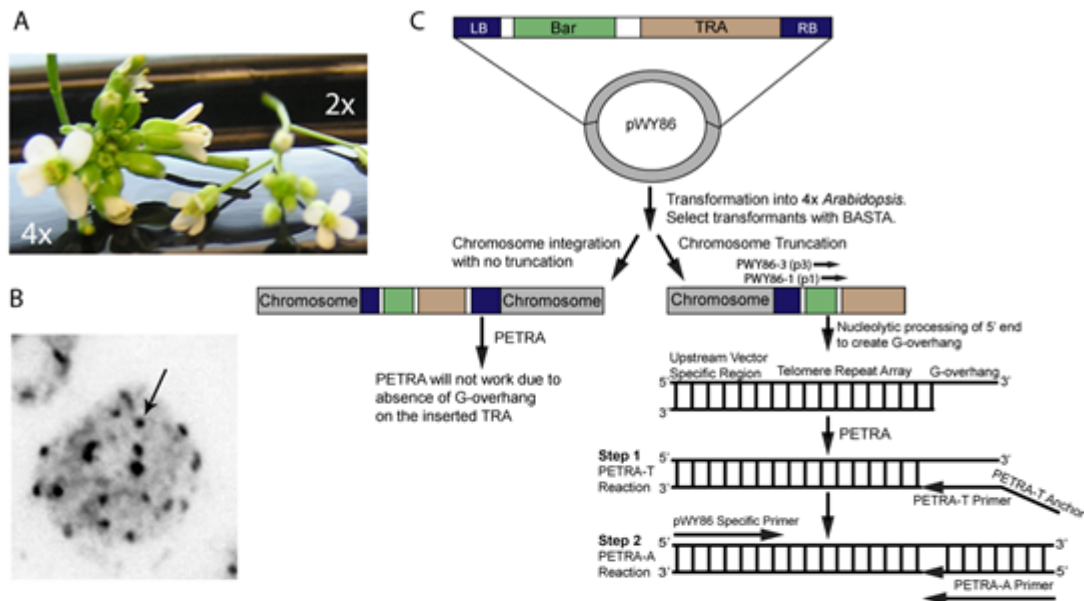 A
4x
2x
B
C
LB
Bar
TRA
RB
pWY86
Transformation into 4x Arabidopsis.
Select transformants with BASTA.
Chromosome integration
with no truncation
Chromosome Truncation
PWY86-3 (p3)
PWY86-1 (p1)
Chromosome
Chromosome
Chromosome
PETRA
PETRA will not work due to
absence of G-overhang
on the inserted TRA
Nucleolytic processing of 5' end
to create G-overhang
Upstream Vector
Specific Region
Telomere Repeat Array
G-overhang
5'
3'
3'
PETRA
Step 1
PETRA-T
Reaction
5'
3'
3'
PETRA-T Primer
PETRA-T Anchor
pWY86 Specific Primer
Step 2
PETRA-A
Reaction
5'
3'
3'
5'
PETRA-A Primer